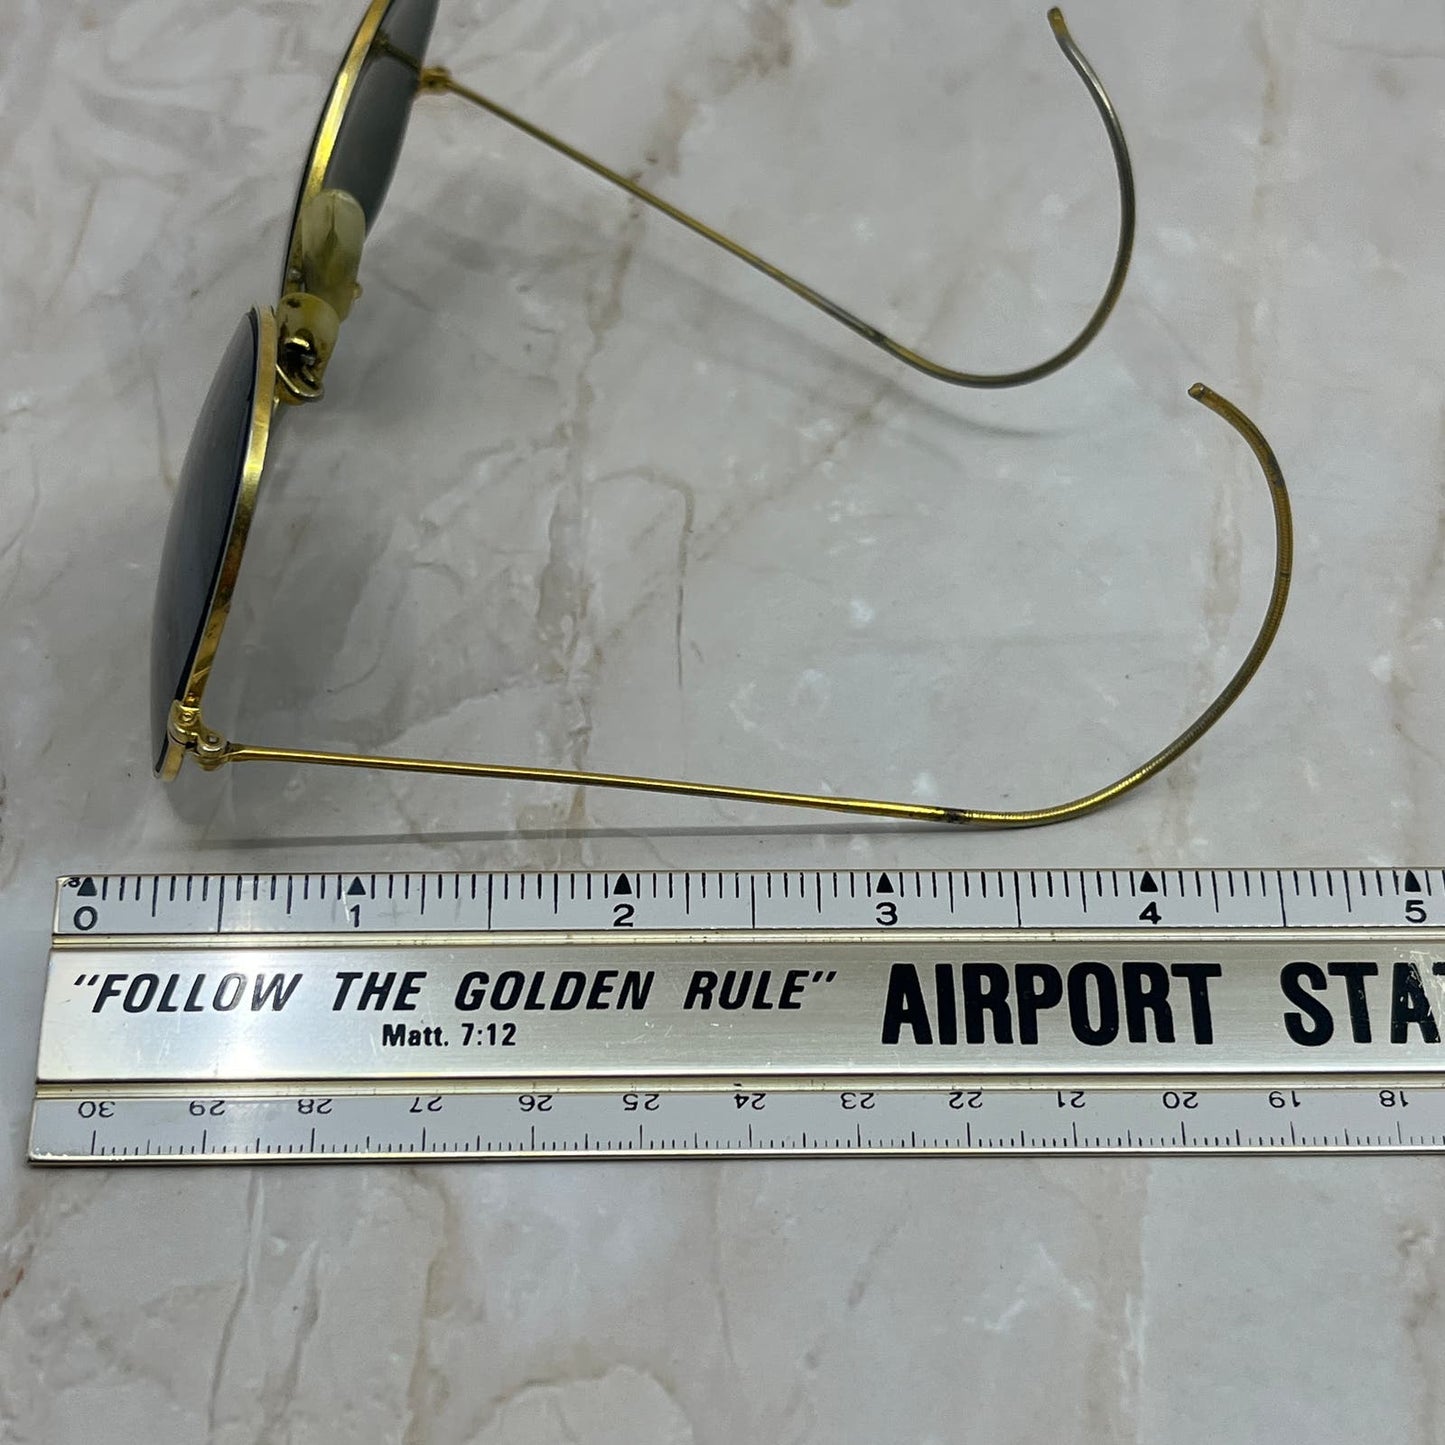 0 1 2 3 4 5
"FOLLOW THE GOLDEN RULE" AIRPORT STA
Matt. 7:12
30 29 28 27 26 25 24 23 22 21 20 19 18